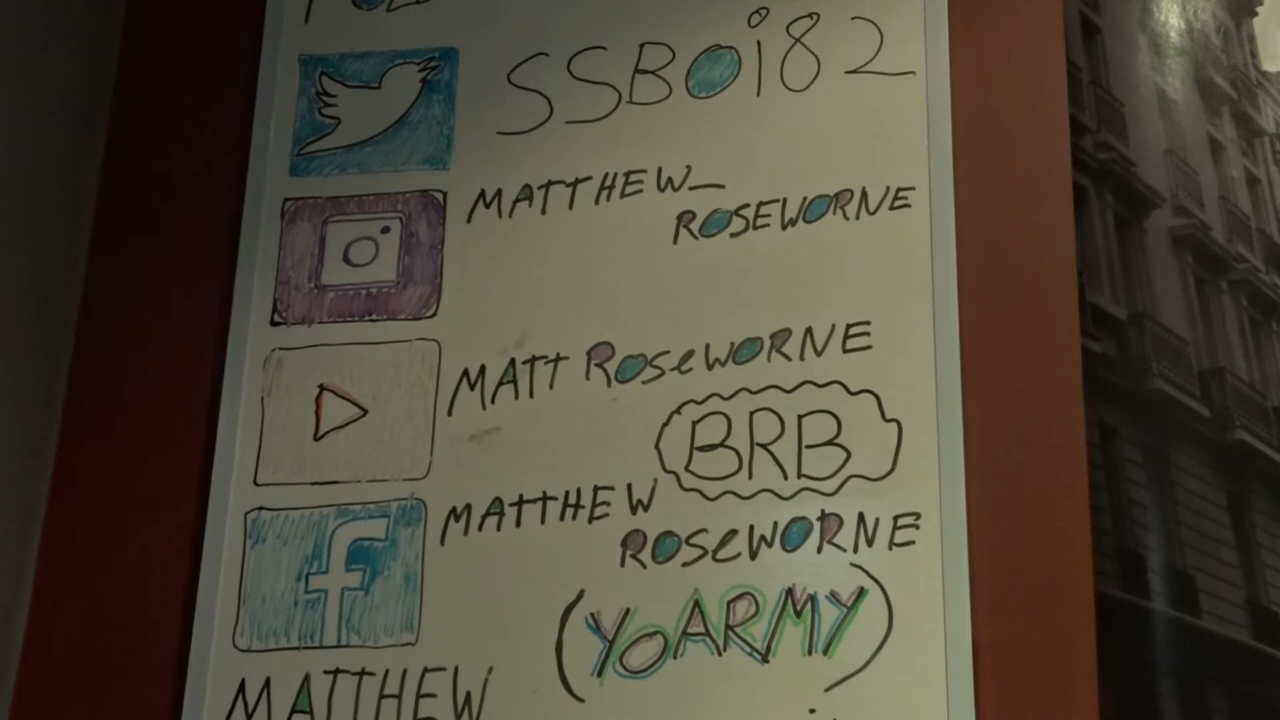 SSBOi82
MATTHEW_
ROSEWORNE
MATT ROSeWORNE
BRB
MATTHEW
ROSeWORNE
(YOARMY)
MATTHEW